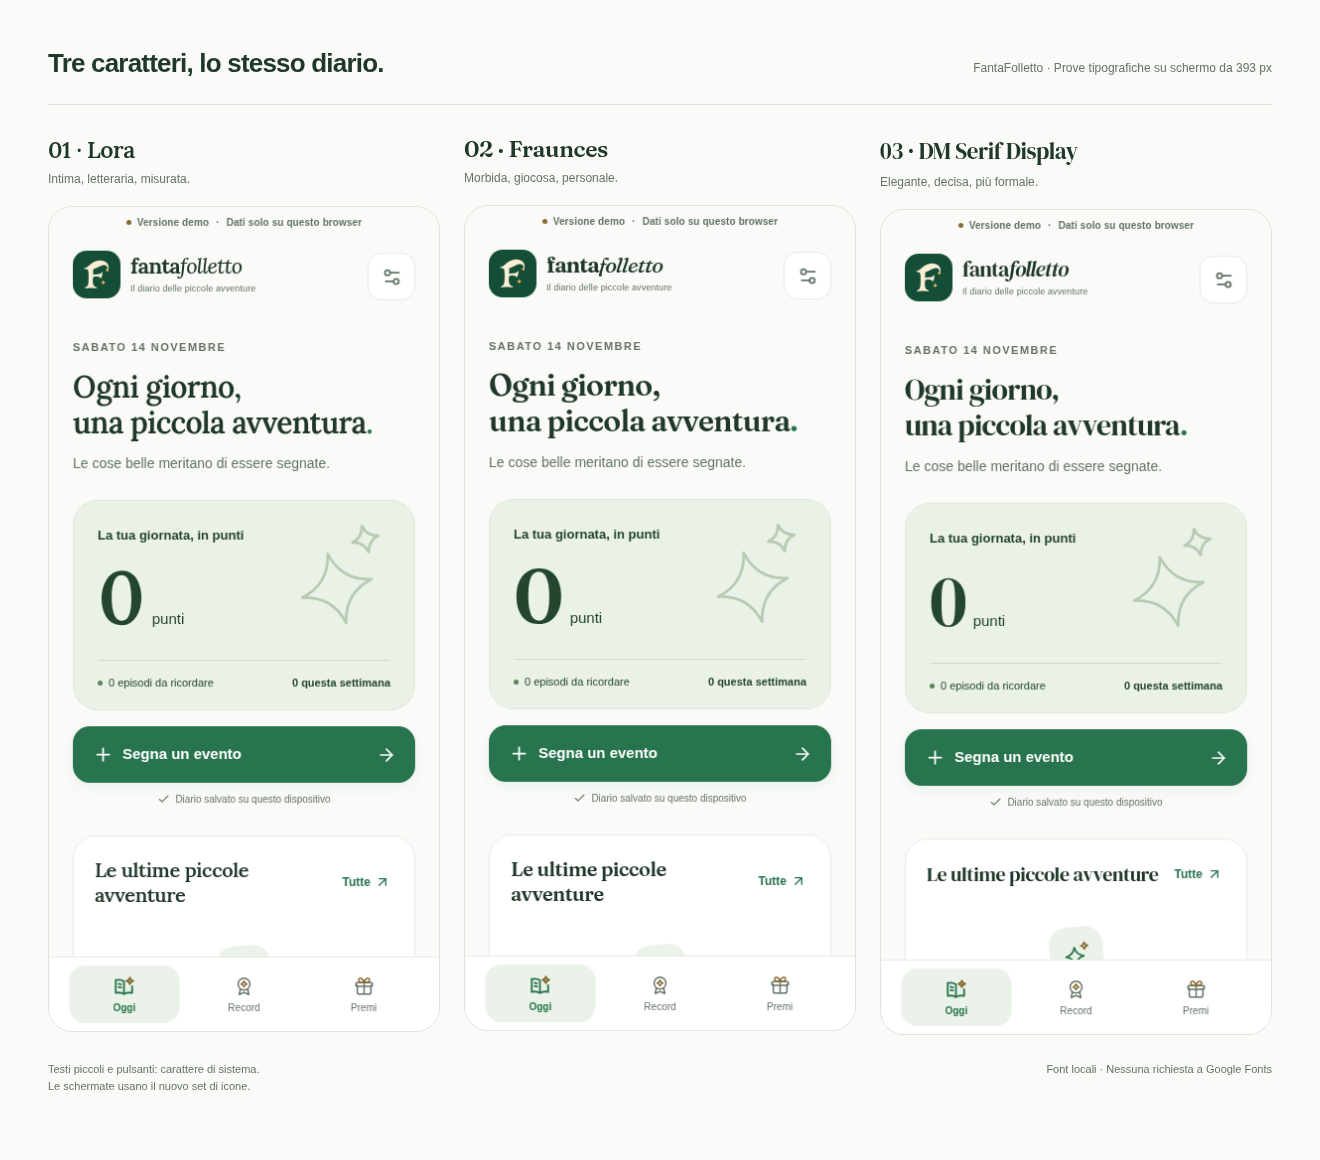 Tre caratteri, lo stesso diario.
FantaFolletto · Prove tipografiche su schermo da 393 px
01 · Lora
Intima, letteraria, misurata.
Versione demo · Dati solo su questo browser
F
fantafolletto
Il diario delle piccole avventure
SABATO 14 NOVEMBRE
Ogni giorno,
una piccola avventura.
Le cose belle meritano di essere segnate.
La tua giornata, in punti
0 punti
0 episodi da ricordare
0 questa settimana
Segna un evento
Diario salvato su questo dispositivo
Le ultime piccole
avventure
Tutte
Oggi
Record
Premi
02 · Fraunces
Morbida, giocosa, personale.
Versione demo · Dati solo su questo browser
F
fantafolletto
Il diario delle piccole avventure
SABATO 14 NOVEMBRE
Ogni giorno,
una piccola avventura.
Le cose belle meritano di essere segnate.
La tua giornata, in punti
0 punti
0 episodi da ricordare
0 questa settimana
Segna un evento
Diario salvato su questo dispositivo
Le ultime piccole
avventure
Tutte
Oggi
Record
Premi
03 · DM Serif Display
Elegante, decisa, più formale.
Versione demo · Dati solo su questo browser
F
fantafolletto
Il diario delle piccole avventure
SABATO 14 NOVEMBRE
Ogni giorno,
una piccola avventura.
Le cose belle meritano di essere segnate.
La tua giornata, in punti
0 punti
0 episodi da ricordare
0 questa settimana
Segna un evento
Diario salvato su questo dispositivo
Le ultime piccole avventure
Tutte
Oggi
Record
Premi
Testi piccoli e pulsanti: carattere di sistema.
Le schermate usano il nuovo set di icone.
Font locali · Nessuna richiesta a Google Fonts